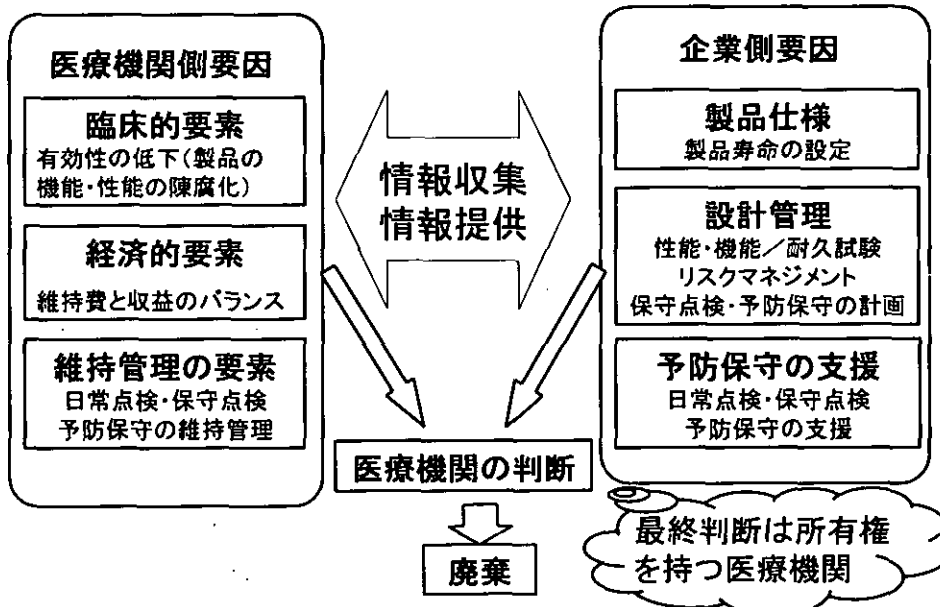 医療機関側要因
臨床的要素
有効性の低下(製品の
機能・性能の陳腐化)
経済的要素
維持費と収益のバランス
維持管理の要素
日常点検・保守点検
予防保守の維持管理
情報収集
情報提供
企業側要因
製品仕様
製品寿命の設定
設計管理
性能・機能/耐久試験
リスクマネジメント
保守点検・予防保守の計画
予防保守の支援
日常点検・保守点検
予防保守の支援
医療機関の判断
廃棄
最終判断は所有権
を持つ医療機関